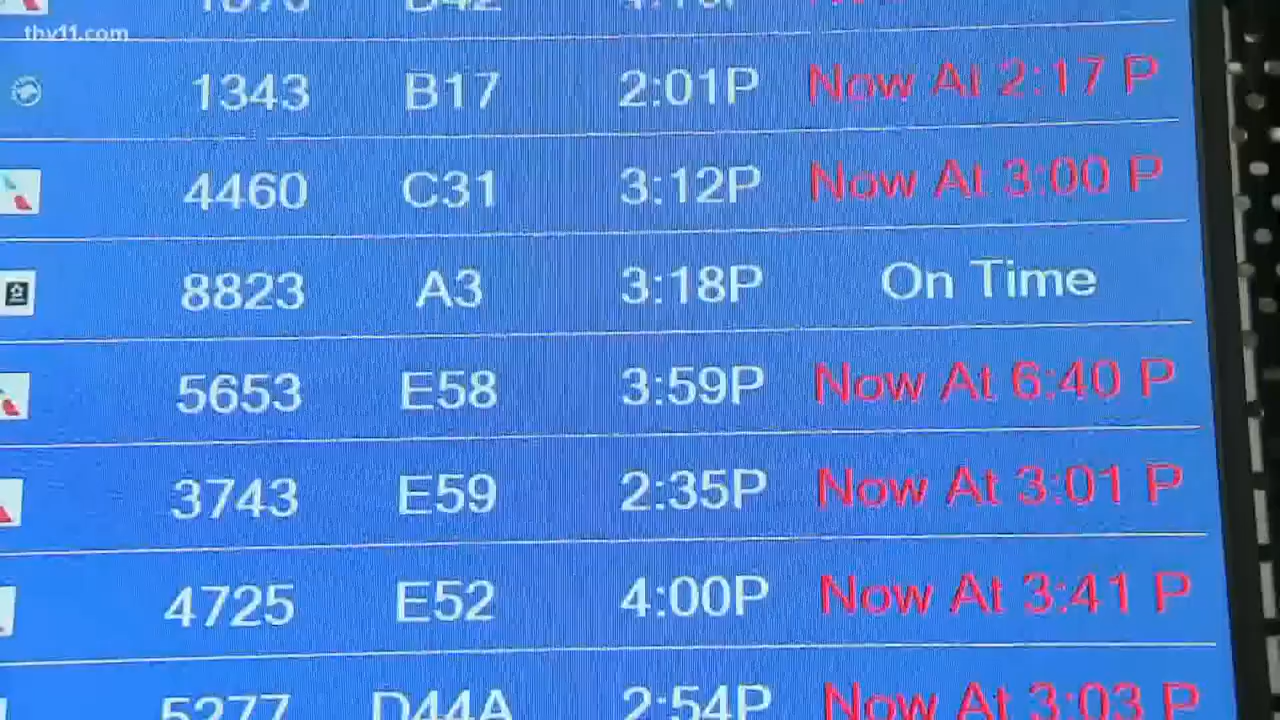 thv11.com
1343 B17 2:01P Now At 2:17 P
4460 C31 3:12P Now At 3:00 P
8823 A3 3:18P On Time
5653 E58 3:59P Now At 6:40 P
3743 E59 2:35P Now At 3:01 P
4725 E52 4:00P Now At 3:41 P
5277 D44A 2:54P Now At 3:03 P